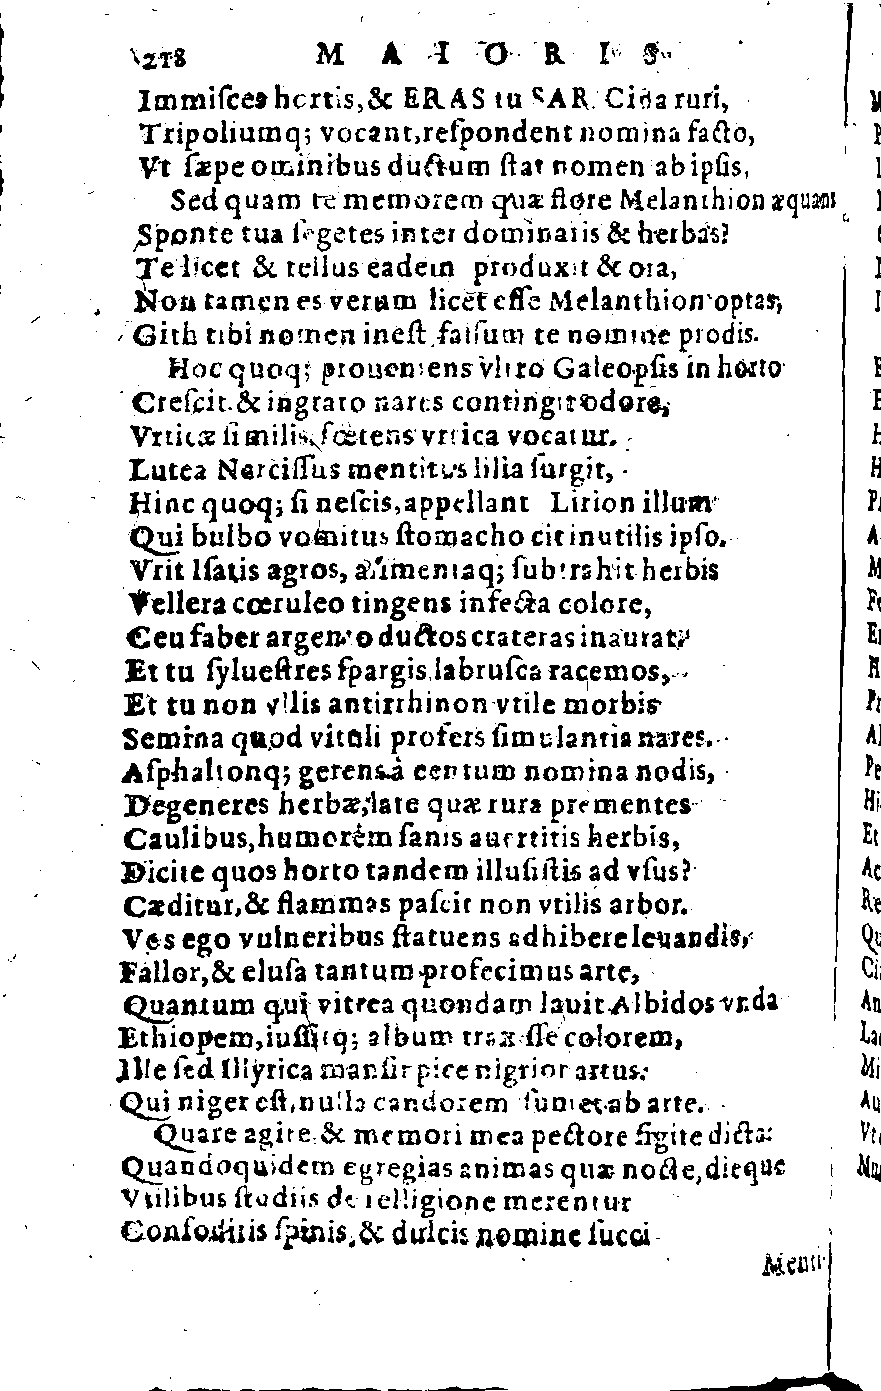 218 MAIORIS
Immiſces hortis, & ERAS tu SAR. Cida ruri,
Tripoliumq; vocant, reſpondent nomina facto,
Vt ſæpe ominibus ductum ſtat nomen ab ipſis,
Sed quam te memorem quæ flore Melanthion æquans
Sponte tua ſegetes inter dominaris & herbas?
Te licet & tellus eadem produxit & ora,
Non tamen es verum licet eſſe Melanthion optas,
Gith tibi nomen ineſt, falſum te nomine prodis.
Hoc quoq; proueniens vltro Galeopſis in horto
Creſcit. & ingrato nares contingit odore,
Vrticæ ſimilis, fœtens vrtica vocatur.
Lutea Narciſſus mentitus lilia ſurgit,
Hinc quoq; ſi neſcis, appellant Lirion illum
Qui bulbo vomitus ſtomacho cit inutilis ipſo.
Vrit Iſatis agros, alimentaq; ſubtrahit herbis
Vellera cœruleo tingens infecta colore,
Ceu faber argento ductos crateras inaurat?
Et tu ſylueſtres ſpargis labruſca racemos,
Et tu non vllis antirrhinon vtile morbis
Semina quod vituli profers ſimulantia nares.
Aſphaltonq; gerens à centum nomina nodis,
Degeneres herbæ, late quæ rura prementes
Caulibus, humorêm ſanis auertitis herbis,
Dicite quos horto tandem illuſiſtis ad vſus?
Cæditur, & flammas paſcit non vtilis arbor.
Vos ego vulneribus ſtatuens adhibere leuandis,
Fallor, & eluſa tantum profecimus arte,
Quantum qui vitrea quondam lauit Albidos vnda
Ethiopem, iuſſitq; album traxiſſe colorem,
Ille ſed Illyrica manſit pice nigrior artus.
Qui niger eſt, nullo candorem ſumet ab arte.
Quare agite. & memori mea pectore figite dicta:
Quandoquidem egregias animas quæ nocte, dieque
Vtilibus ſtudiis de relligione merentur
Conſoditis ſpinis, & dulcis nomine ſucci
Menti